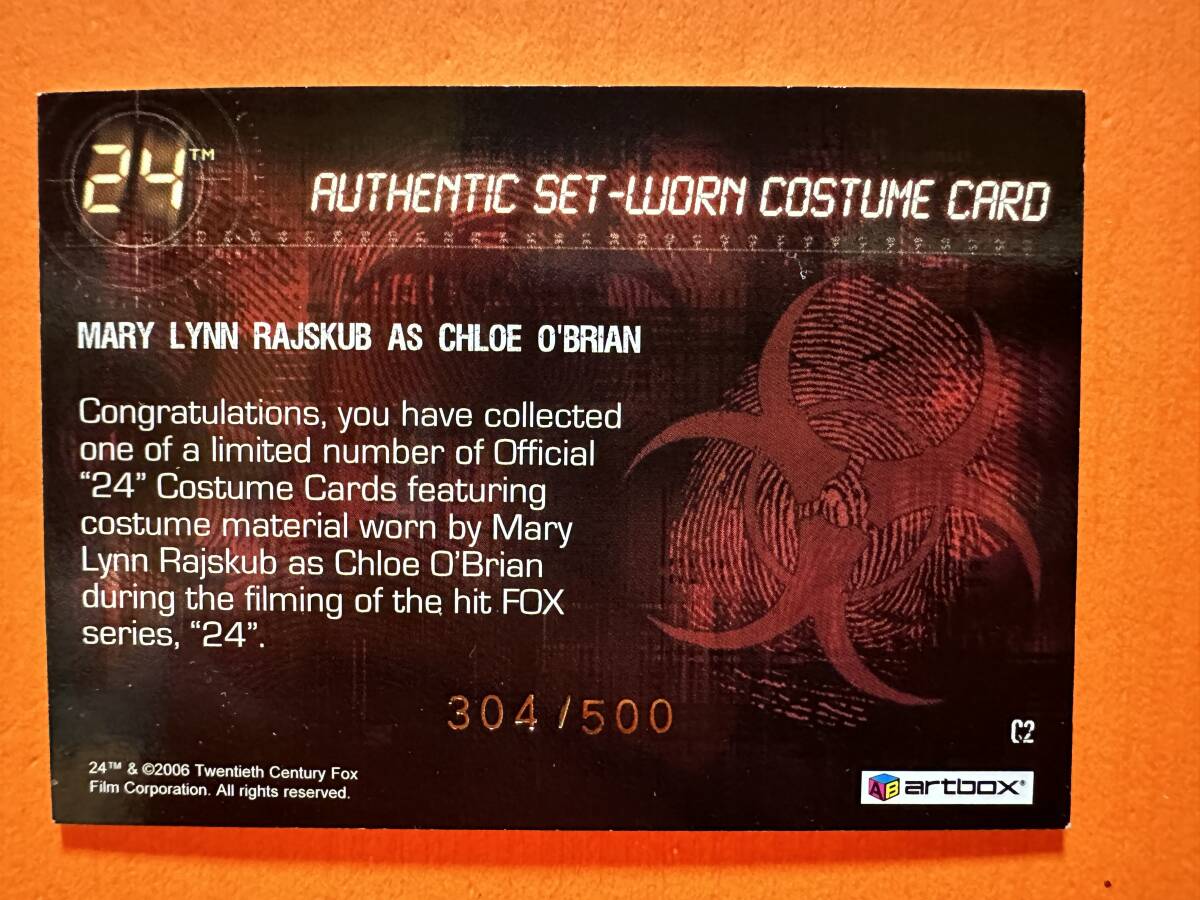 24™
AUTHENTIC SET-WORN COSTUME CARD
MARY LYNN RAJSKUB AS CHLOE O'BRIAN
Congratulations, you have collected
one of a limited number of Official
“24” Costume Cards featuring
costume material worn by Mary
Lynn Rajskub as Chloe O'Brian
during the filming of the hit FOX
series, “24”.
304/500
C2
24™ & ©2006 Twentieth Century Fox
Film Corporation. All rights reserved.
AB artbox®